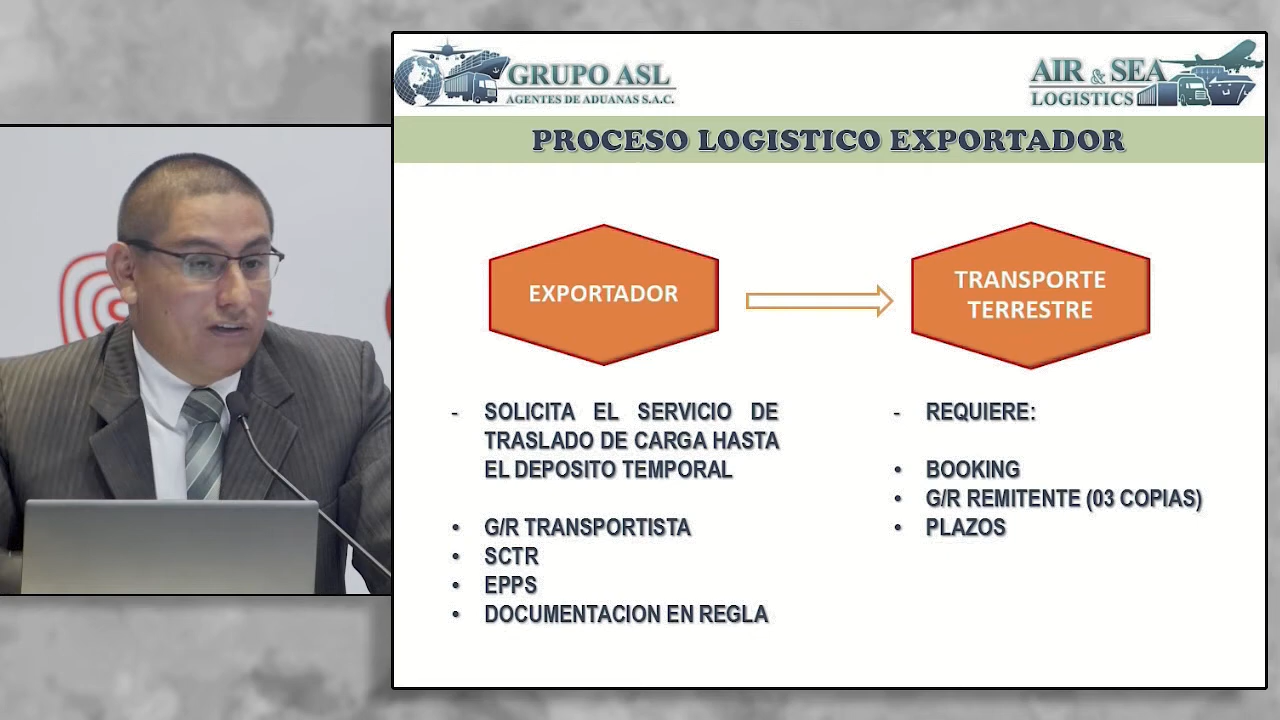 GRUPO ASL
AGENTES DE ADUANAS S.A.C.
AIR & SEA
LOGISTICS
PROCESO LOGISTICO EXPORTADOR
EXPORTADOR
TRANSPORTE
TERRESTRE
- SOLICITA EL SERVICIO DE
TRASLADO DE CARGA HASTA
EL DEPOSITO TEMPORAL
• G/R TRANSPORTISTA
• SCTR
• EPPS
• DOCUMENTACION EN REGLA
- REQUIERE:
• BOOKING
• G/R REMITENTE (03 COPIAS)
• PLAZOS